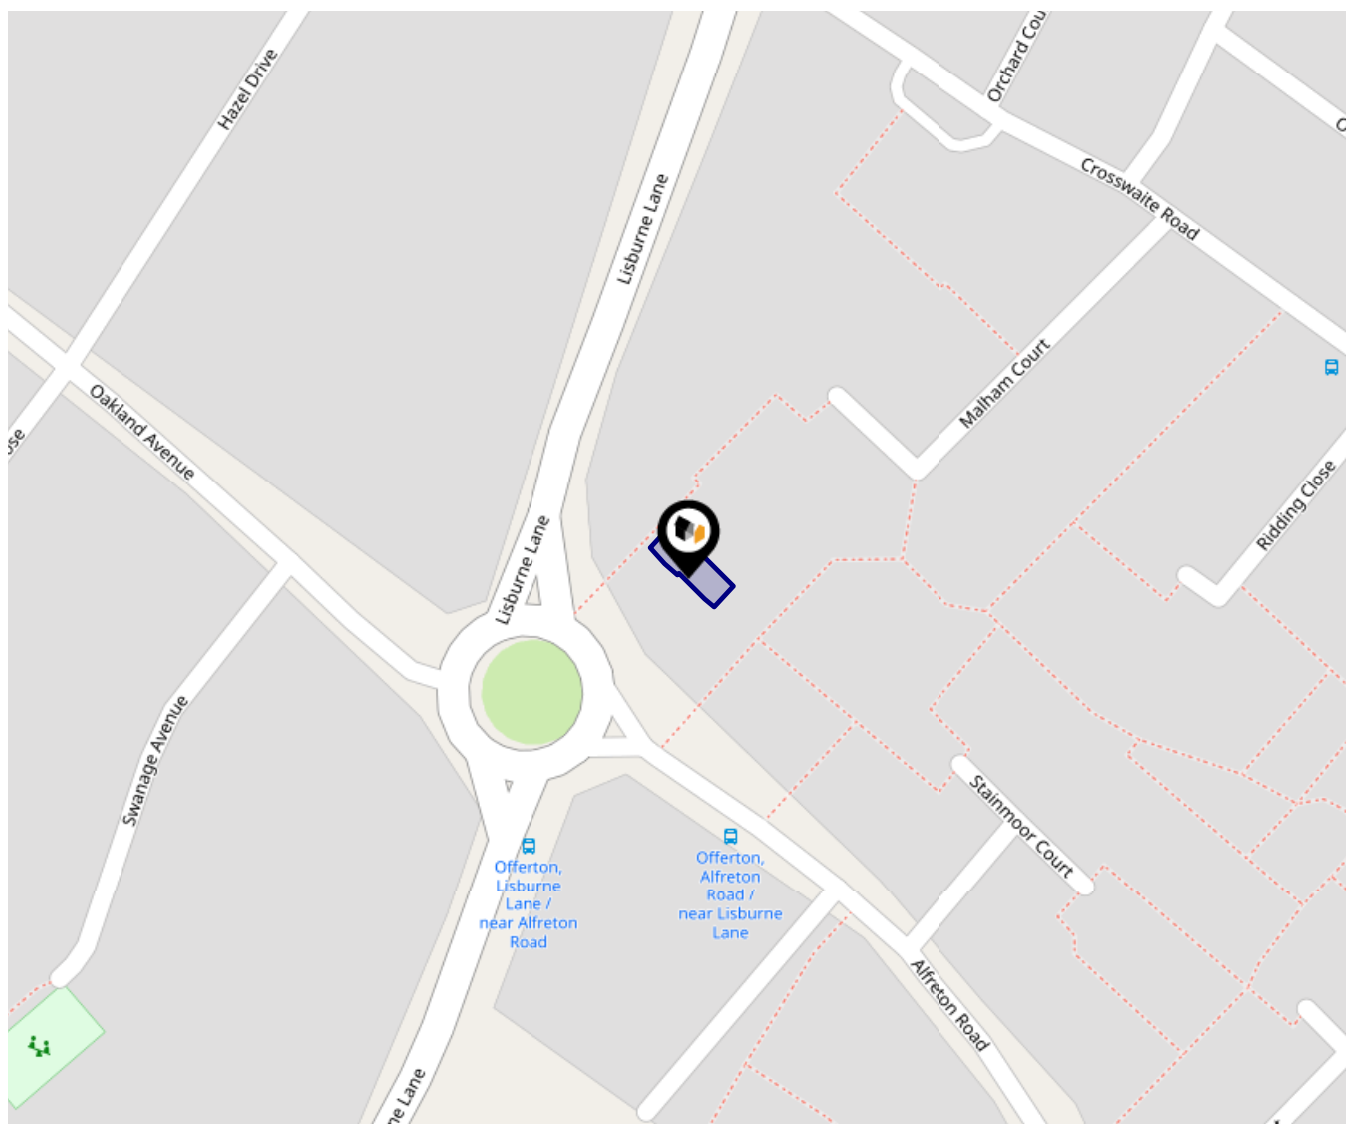 Hazel Drive
Orchard Cou
Lisburne Lane
Crosswaite Road
Oakland Avenue
Malham Court
Ridding Close
Lisburne Lane
Swanage Avenue
Stainmoor Court
Offerton,
Lisburne
Lane /
near Alfreton
Road
Offerton,
Alfreton
Road /
near Lisburne
Lane
Alfreton Road
ne Lane